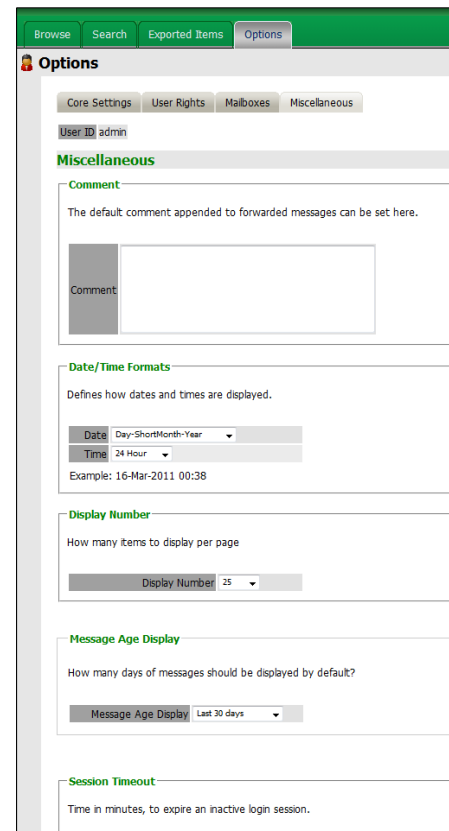 Browse Search Exported Items Options
Options
Core Settings User Rights Mailboxes Miscellaneous
User ID admin
Miscellaneous
Comment
The default comment appended to forwarded messages can be set here.
Comment
Date/Time Formats
Defines how dates and times are displayed.
Date Day-ShortMonth-Year
Time 24 Hour
Example: 16-Mar-2011 00:38
Display Number
How many items to display per page
Display Number 25
Message Age Display
How many days of messages should be displayed by default?
Message Age Display Last 30 days
Session Timeout
Time in minutes, to expire an inactive login session.